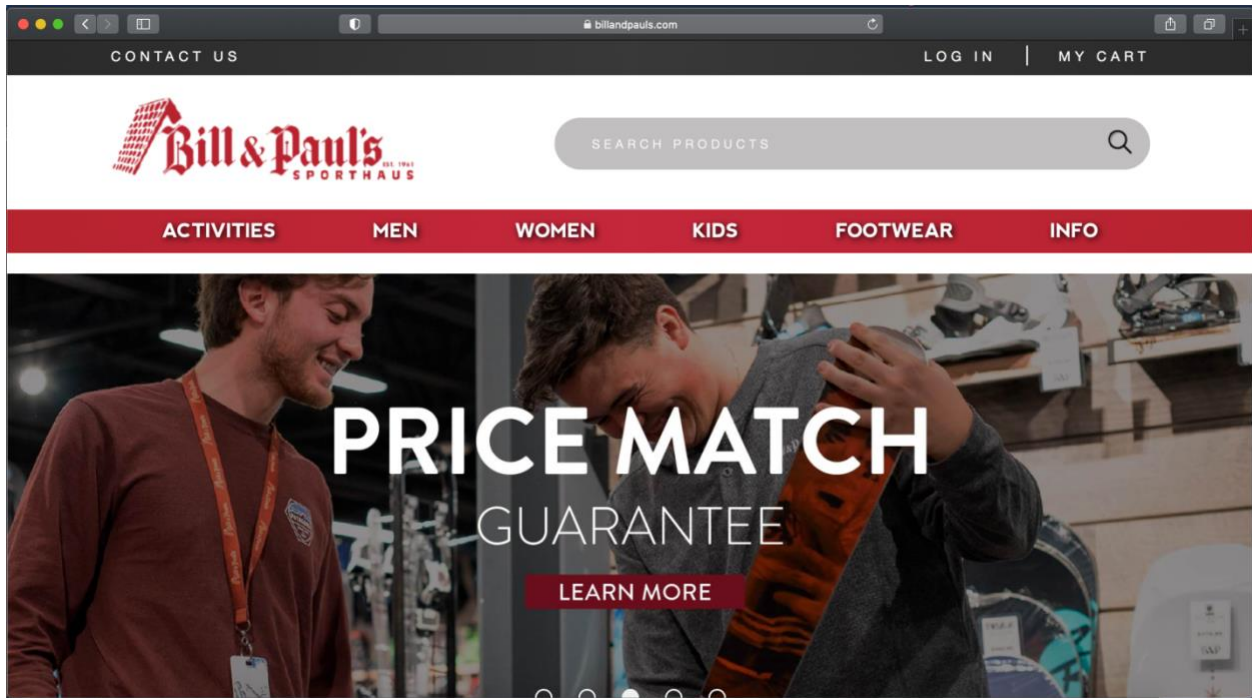 billandpauls.com
CONTACT US
LOG IN | MY CART
Bill & Paul's
EST. 1961
SPORTHAUS
SEARCH PRODUCTS
ACTIVITIES MEN WOMEN KIDS FOOTWEAR INFO
PRICE MATCH
GUARANTEE
LEARN MORE